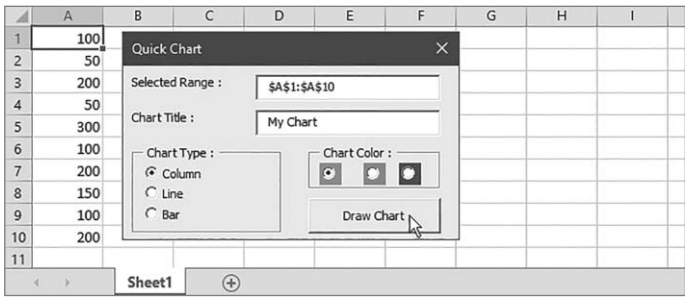 A B C D E F G H I
1 100
2 50
3 200
4 50
5 300
6 100
7 200
8 150
9 100
10 200
11
Quick Chart
Selected Range : $A$1:$A$10
Chart Title : My Chart
Chart Type : Chart Color :
Column
Line
Bar Draw Chart
Sheet1